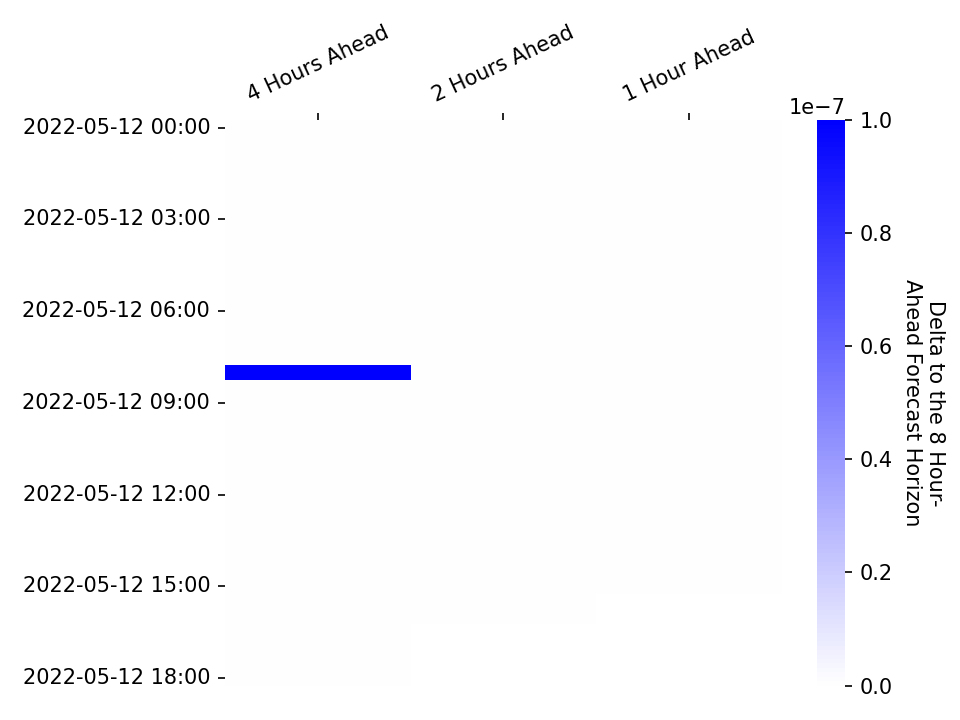 4 Hours Ahead
2 Hours Ahead
1 Hour Ahead
2022-05-12 00:00
2022-05-12 03:00
2022-05-12 06:00
2022-05-12 09:00
2022-05-12 12:00
2022-05-12 15:00
2022-05-12 18:00
1e−7
1.0
0.8
0.6
0.4
0.2
0.0
Delta to the 8 Hour-
Ahead Forecast Horizon